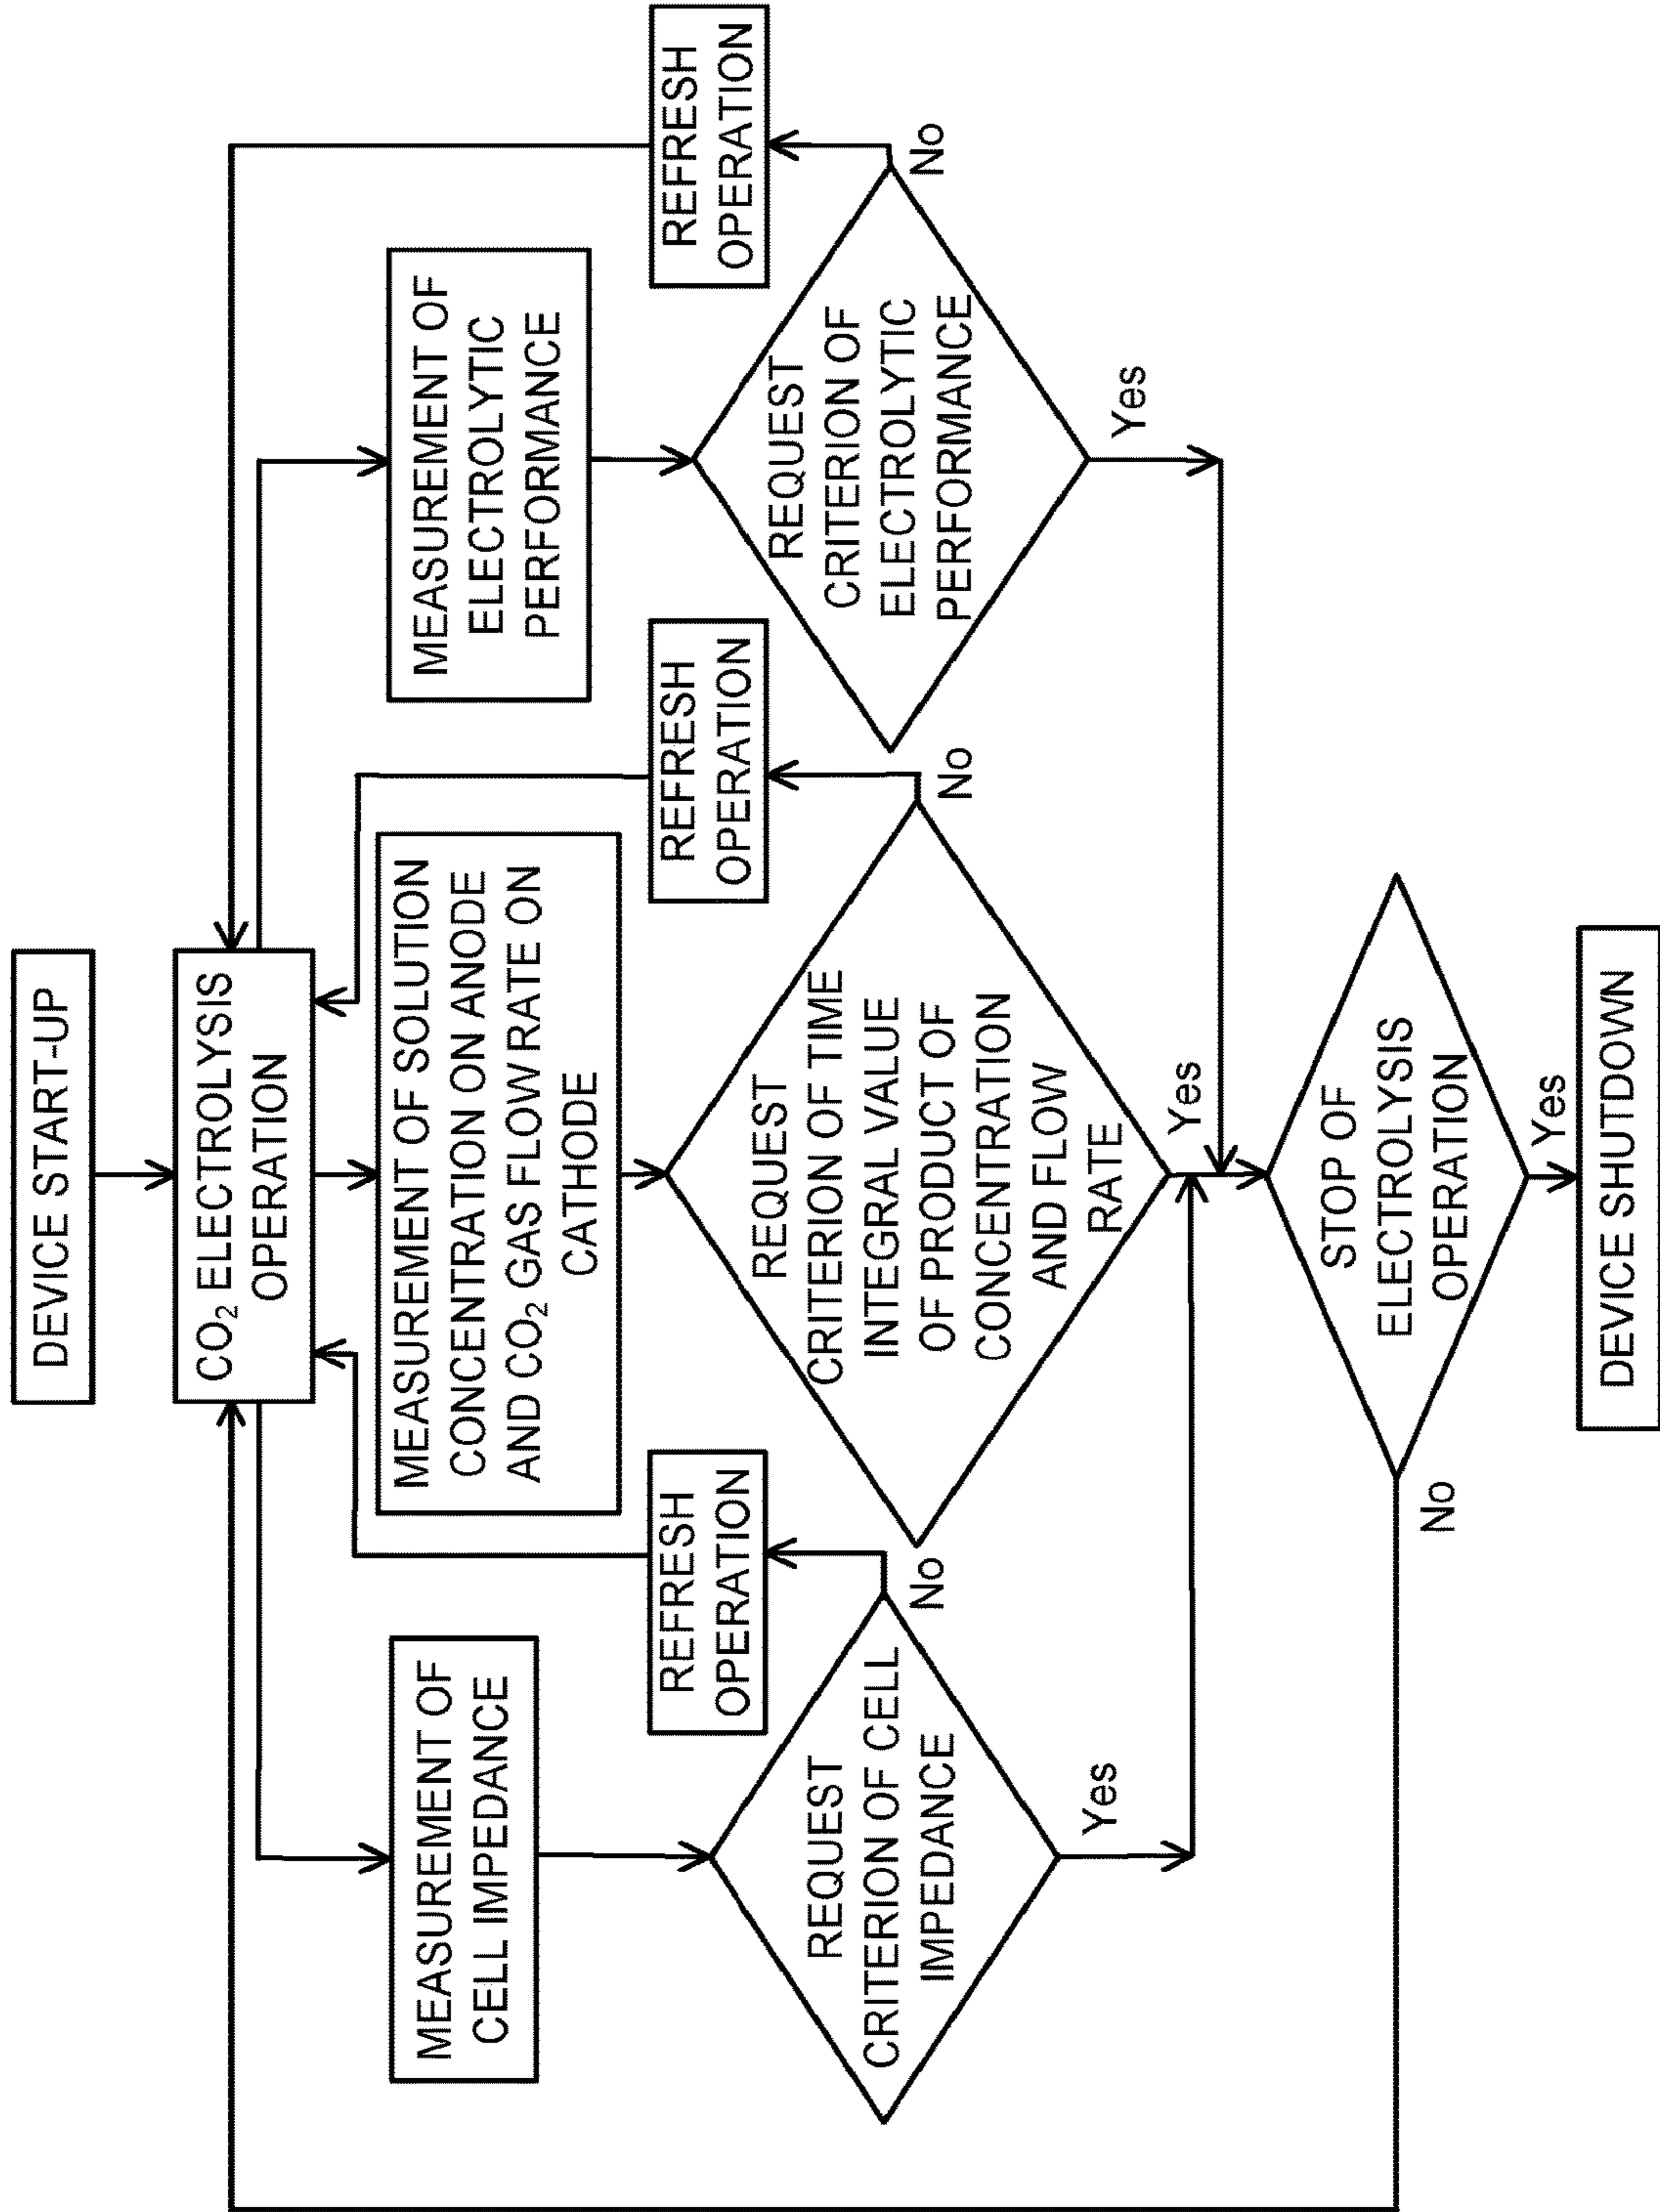 DEVICE START-UP
CO₂ ELECTROLYSIS
OPERATION
MEASUREMENT OF
CELL IMPEDANCE
MEASUREMENT OF SOLUTION
CONCENTRATION ON ANODE
AND CO₂ GAS FLOW RATE ON
CATHODE
MEASUREMENT OF
ELECTROLYTIC
PERFORMANCE
REFRESH
OPERATION
REFRESH
OPERATION
REFRESH
OPERATION
REQUEST
CRITERION OF CELL
IMPEDANCE
No
Yes
REQUEST
CRITERION OF TIME
INTEGRAL VALUE
OF PRODUCT OF
CONCENTRATION
AND FLOW
RATE
No
Yes
REQUEST
CRITERION OF
ELECTROLYTIC
PERFORMANCE
No
Yes
STOP OF
ELECTROLYSIS
OPERATION
No
Yes
DEVICE SHUTDOWN